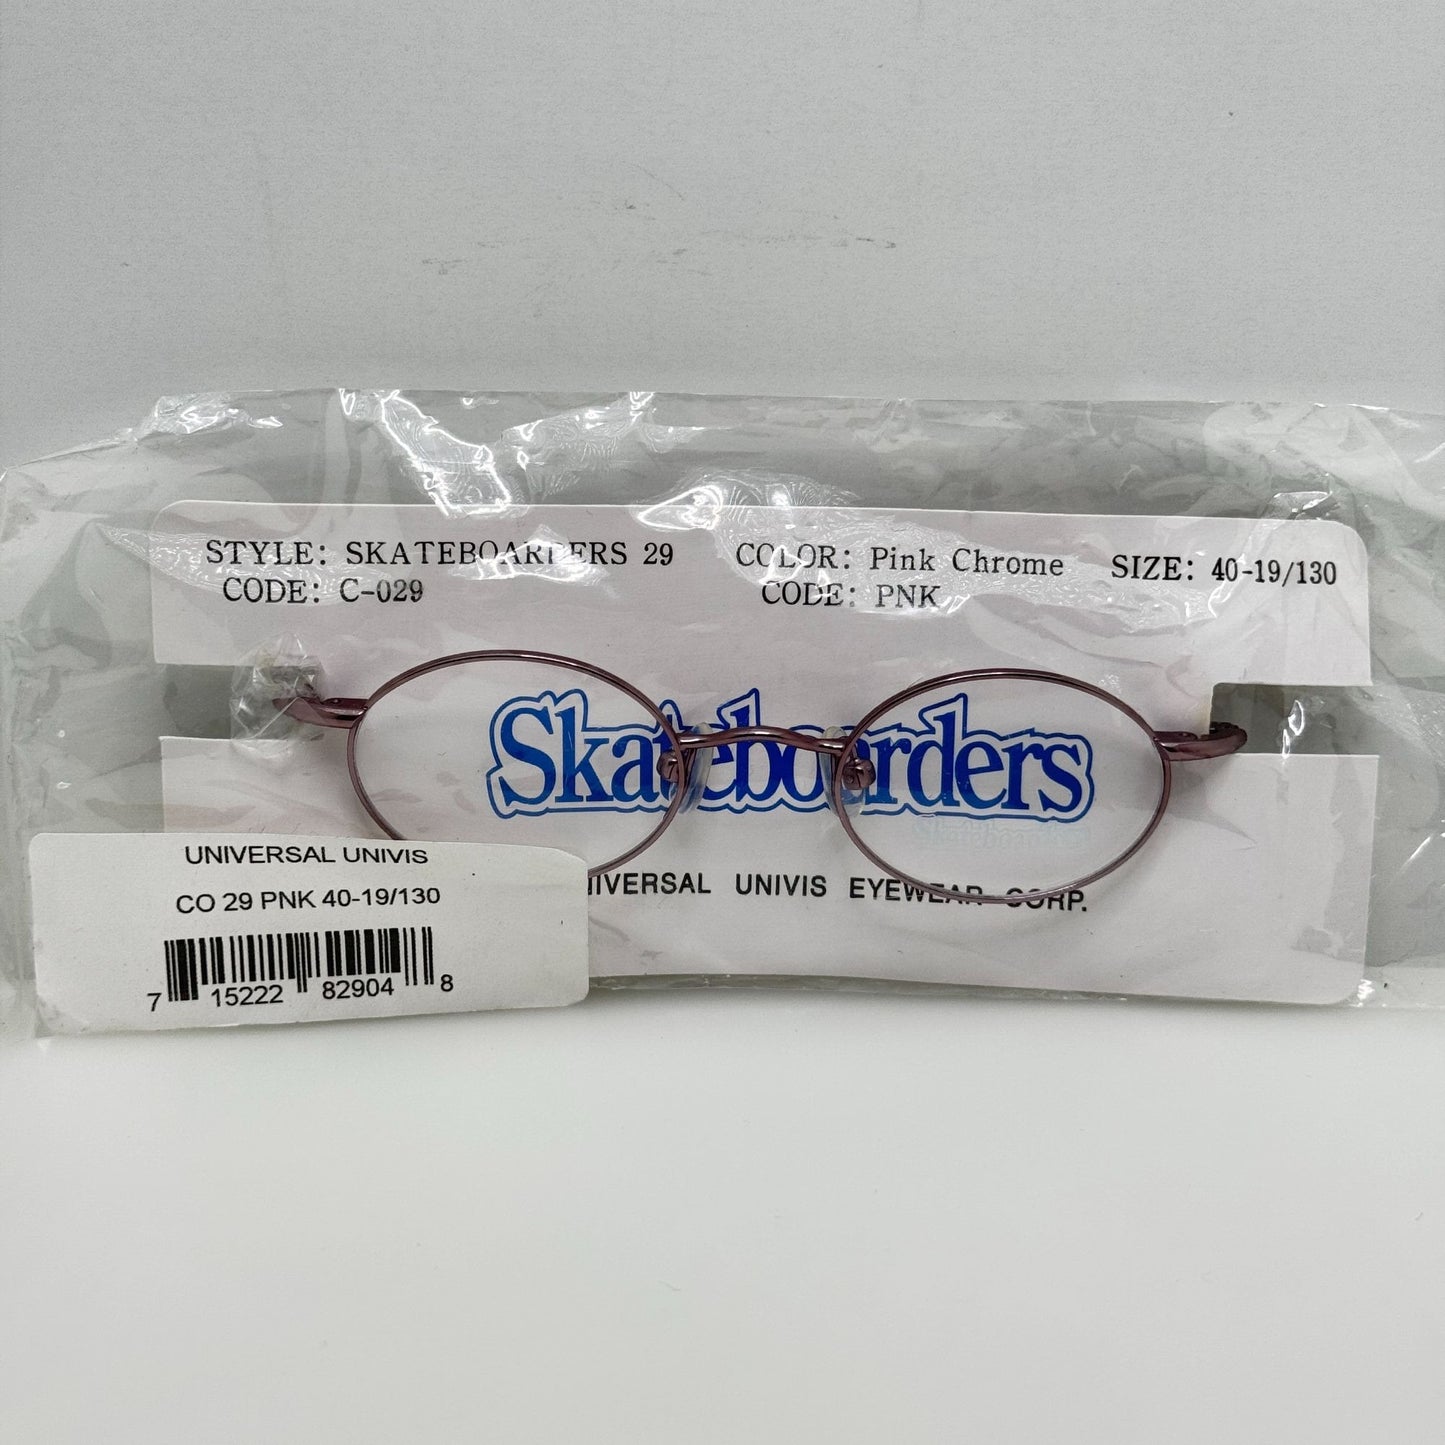 STYLE: SKATEBOARDERS 29 COLOR: Pink Chrome SIZE: 40-19/130
CODE: C-029 CODE: PNK
Skateboarders
Skateboarders
UNIVERSAL UNIVIS EYEWEAR CORP.
UNIVERSAL UNIVIS
CO 29 PNK 40-19/130
7 15222 82904 8